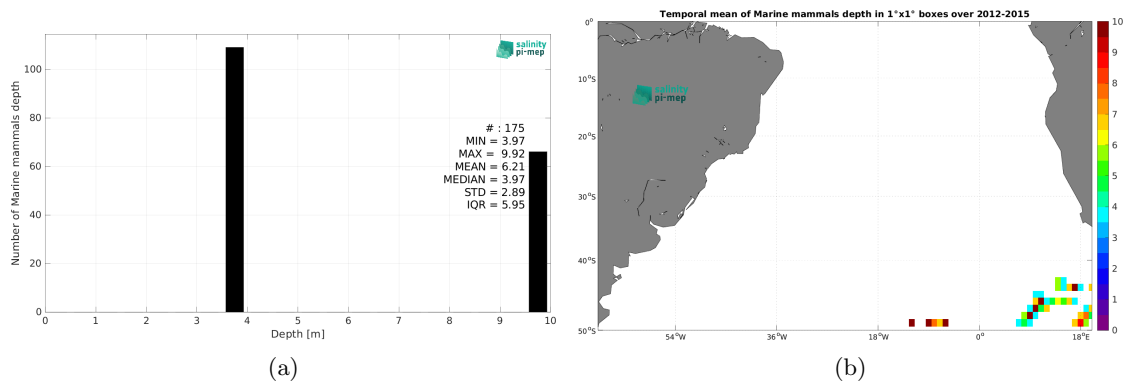 salinity
pi-mep
Number of Marine mammals depth
100
80
60
40
20
0
# : 175
MIN = 3.97
MAX = 9.92
MEAN = 6.21
MEDIAN = 3.97
STD = 2.89
IQR = 5.95
0 1 2 3 4 5 6 7 8 9 10
Depth [m]
(a)
Temporal mean of Marine mammals depth in 1°x1° boxes over 2012-2015
0°
10°S
20°S
30°S
40°S
50°S
salinity
pi-mep
54°W 36°W 18°W 0° 18°E
10
9
8
7
6
5
4
3
2
1
0
(b)